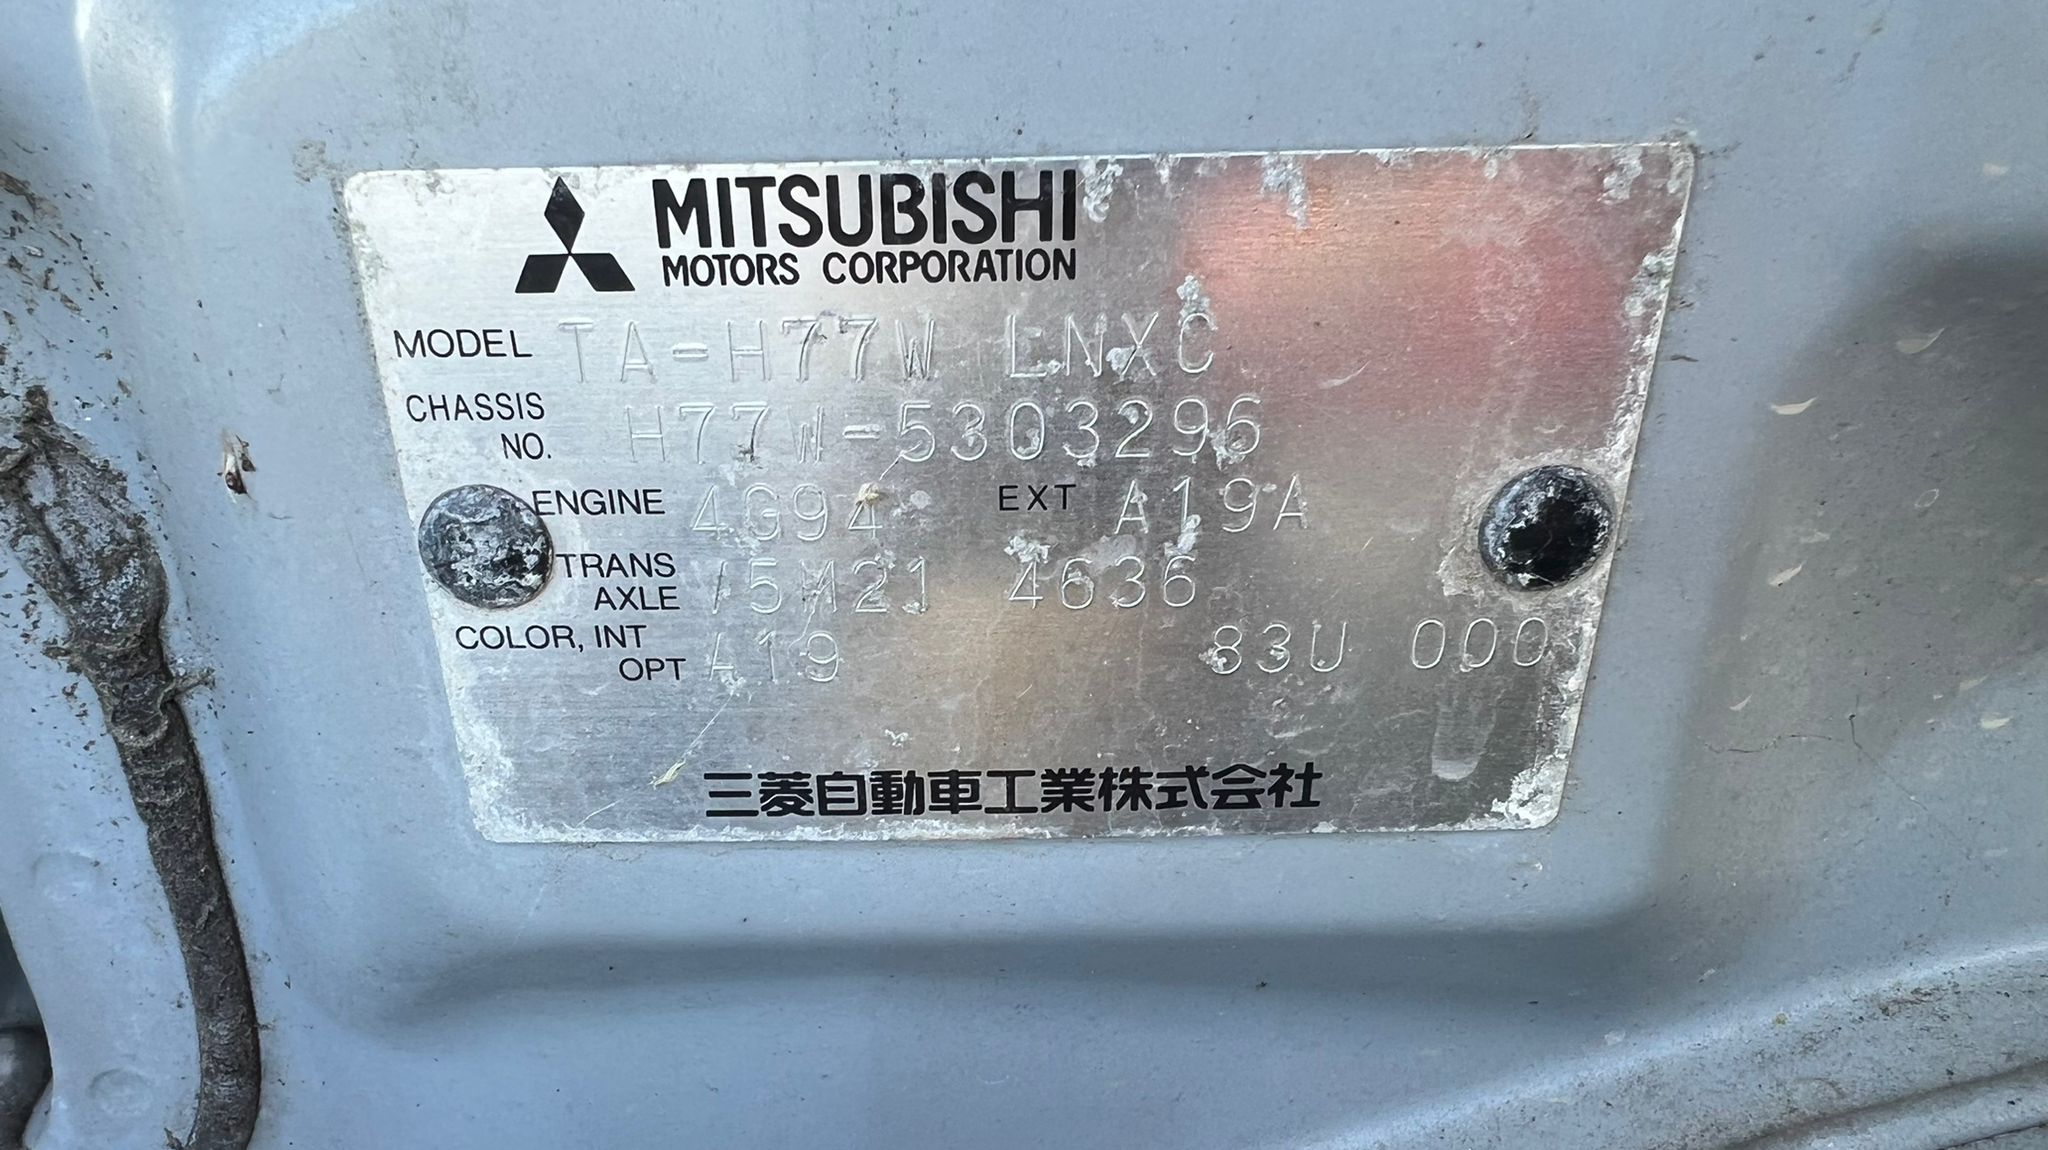 MITSUBISHI
MOTORS CORPORATION
MODEL TA-H77W LNXC
CHASSIS NO. H77W-5303296
ENGINE 4G94 EXT A19A
TRANS AXLE /5M21 4636
COLOR, INT OPT A19 83U 000
三菱自動車工業株式会社